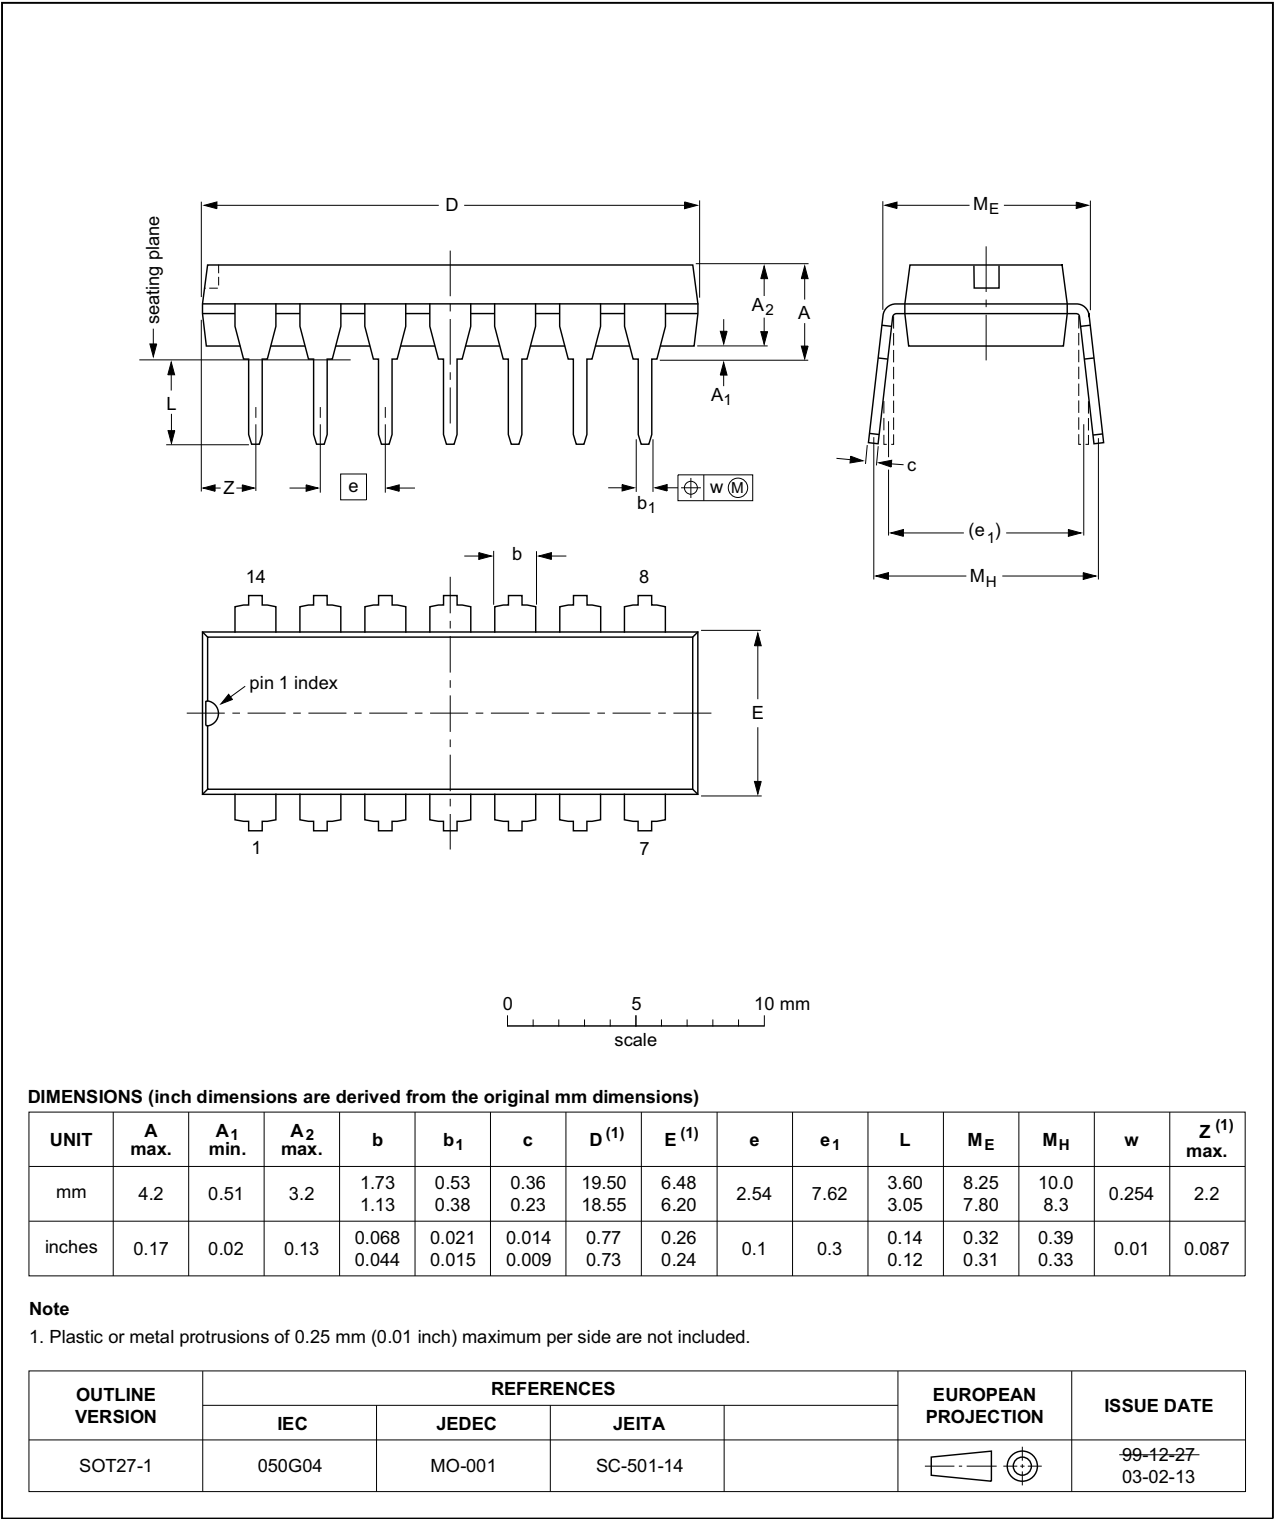 D
ME
seating plane
A2
A
A1
L
c
Z
e
b1
w M
(e1)
MH
b
14
8
pin 1 index
E
1
7
0
5
10 mm
scale
DIMENSIONS (inch dimensions are derived from the original mm dimensions)
UNIT A max. A1 min. A2 max. b b1 c D(1) E(1) e e1 L ME MH w Z(1) max.
mm 4.2 0.51 3.2 1.73 1.13 0.53 0.38 0.36 0.23 19.50 18.55 6.48 6.20 2.54 7.62 3.60 3.05 8.25 7.80 10.0 8.3 0.254 2.2
inches 0.17 0.02 0.13 0.068 0.044 0.021 0.015 0.014 0.009 0.77 0.73 0.26 0.24 0.1 0.3 0.14 0.12 0.32 0.31 0.39 0.33 0.01 0.087
Note
1. Plastic or metal protrusions of 0.25 mm (0.01 inch) maximum per side are not included.
OUTLINE VERSION
REFERENCES
EUROPEAN PROJECTION
ISSUE DATE
IEC JEDEC JEITA
SOT27-1 050G04 MO-001 SC-501-14
99-12-27
03-02-13